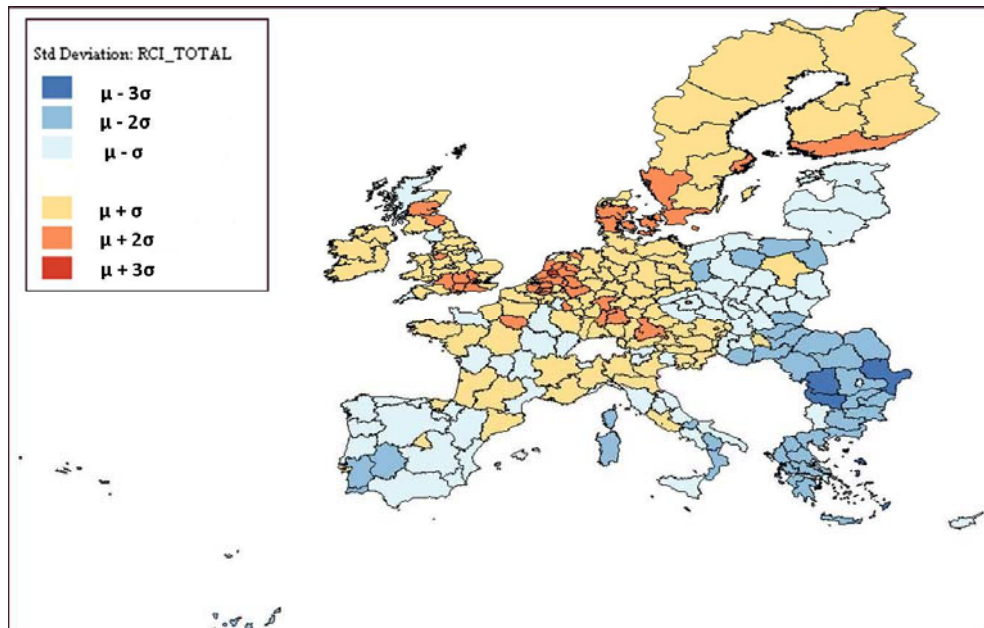 Std Deviation: RCI_TOTAL
μ - 3σ
μ - 2σ
μ - σ
μ + σ
μ + 2σ
μ + 3σ